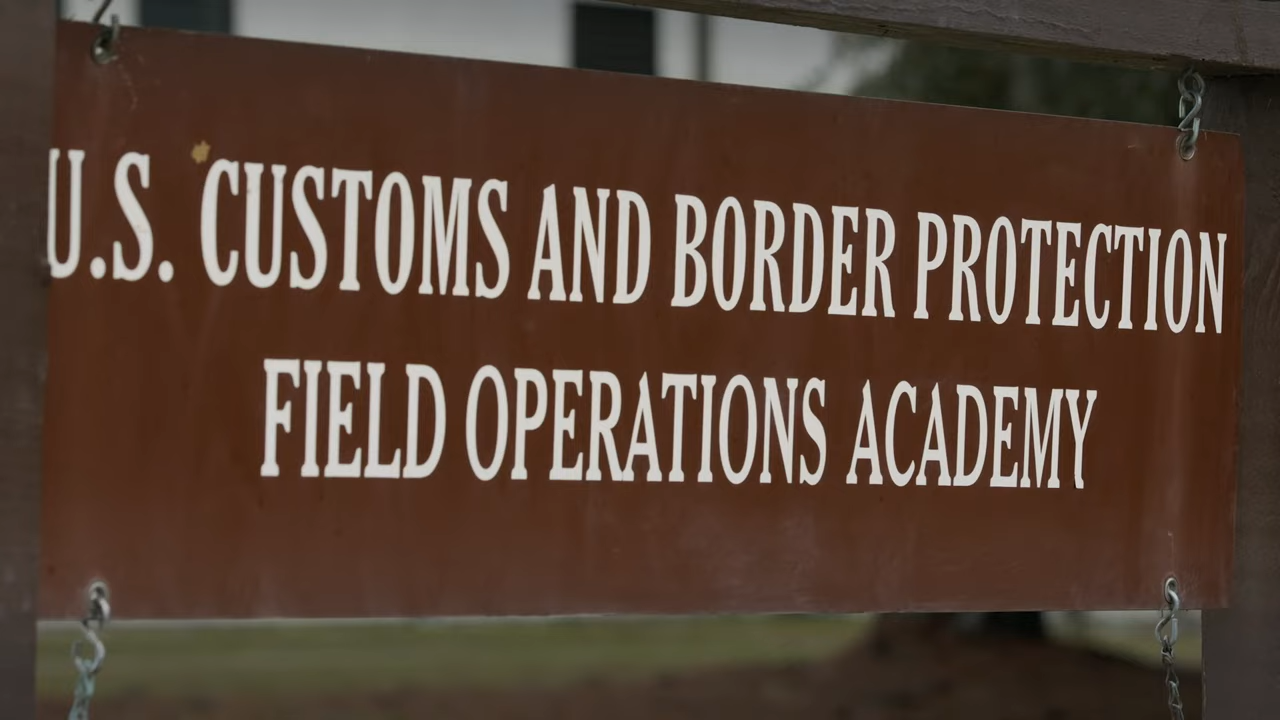 U.S. CUSTOMS AND BORDER PROTECTION
FIELD OPERATIONS ACADEMY